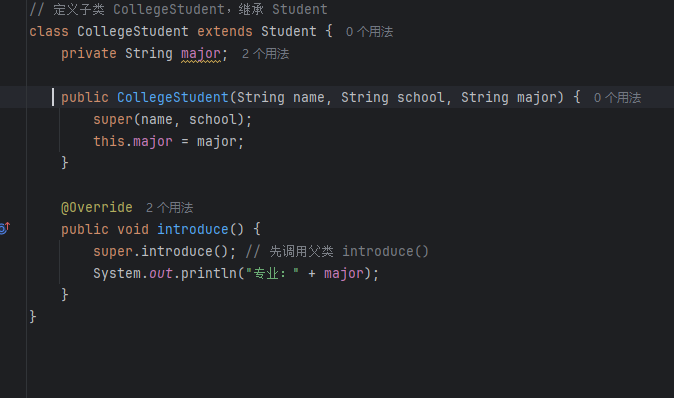 // 定义子类 CollegeStudent，继承 Student
class CollegeStudent extends Student { 0个用法
private String major; 2个用法
public CollegeStudent(String name, String school, String major) { 0个用法
super(name, school);
this.major = major;
}
@Override 2个用法
public void introduce() {
super.introduce(); // 先调用父类 introduce()
System.out.println("专业：" + major);
}
}